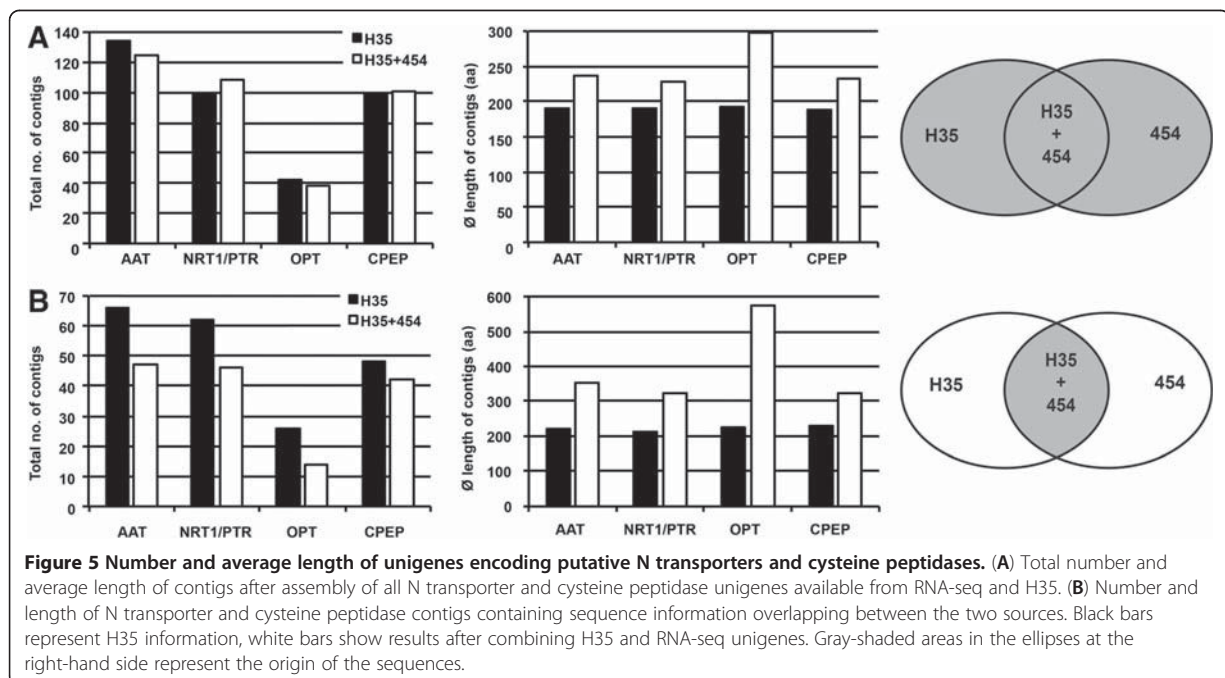 A
Total no. of contigs
140
120
100
80
60
40
20
0
H35
H35+454
AAT NRT1/PTR OPT CPEP
Ø length of contigs (aa)
300
250
200
150
100
50
0
AAT NRT1/PTR OPT CPEP
H35
H35
+
454
454
B
Total no. of contigs
70
60
50
40
30
20
10
0
H35
H35+454
AAT NRT1/PTR OPT CPEP
Ø length of contigs (aa)
600
500
400
300
200
100
0
AAT NRT1/PTR OPT CPEP
H35
H35
+
454
454
Figure 5 Number and average length of unigenes encoding putative N transporters and cysteine peptidases. (A) Total number and
average length of contigs after assembly of all N transporter and cysteine peptidase unigenes available from RNA-seq and H35. (B) Number and
length of N transporter and cysteine peptidase contigs containing sequence information overlapping between the two sources. Black bars
represent H35 information, white bars show results after combining H35 and RNA-seq unigenes. Gray-shaded areas in the ellipses at the
right-hand side represent the origin of the sequences.